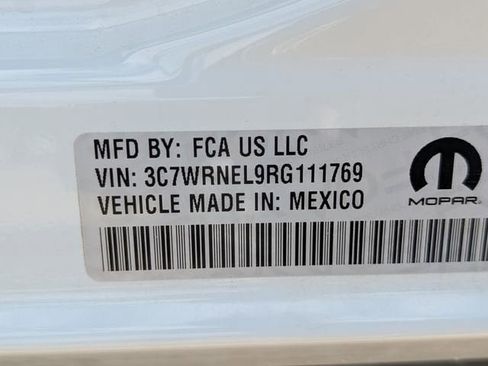 MFD BY: FCA US LLC
VIN: 3C7WRNEL9RG111769
VEHICLE MADE IN: MEXICO
MOPAR